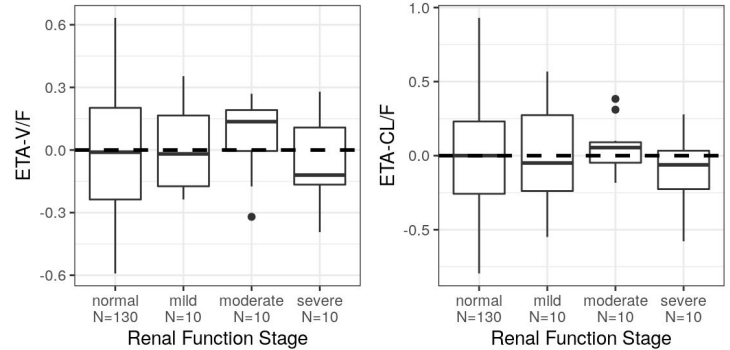 ETA-V/F
0.6
0.3
0.0
-0.3
-0.6
normal mild moderate severe
N=130 N=10 N=10 N=10
Renal Function Stage
ETA-CL/F
1.0
0.5
0.0
-0.5
normal mild moderate severe
N=130 N=10 N=10 N=10
Renal Function Stage